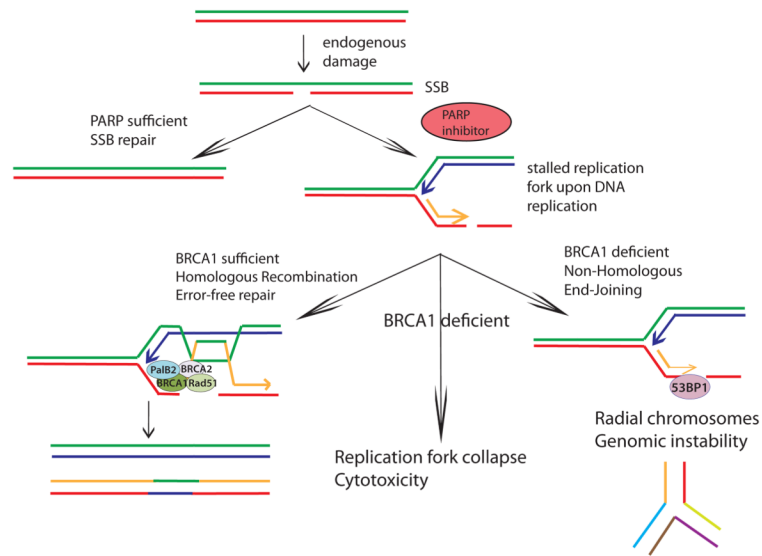 endogenous
damage
SSB
PARP sufficient
SSB repair
PARP
inhibitor
stalled replication
fork upon DNA
replication
BRCA1 sufficient
Homologous Recombination
Error-free repair
BRCA1 deficient
BRCA1 deficient
Non-Homologous
End-Joining
PalB2
BRCA2
BRCA1
Rad51
53BP1
Radial chromosomes
Genomic instability
Replication fork collapse
Cytotoxicity